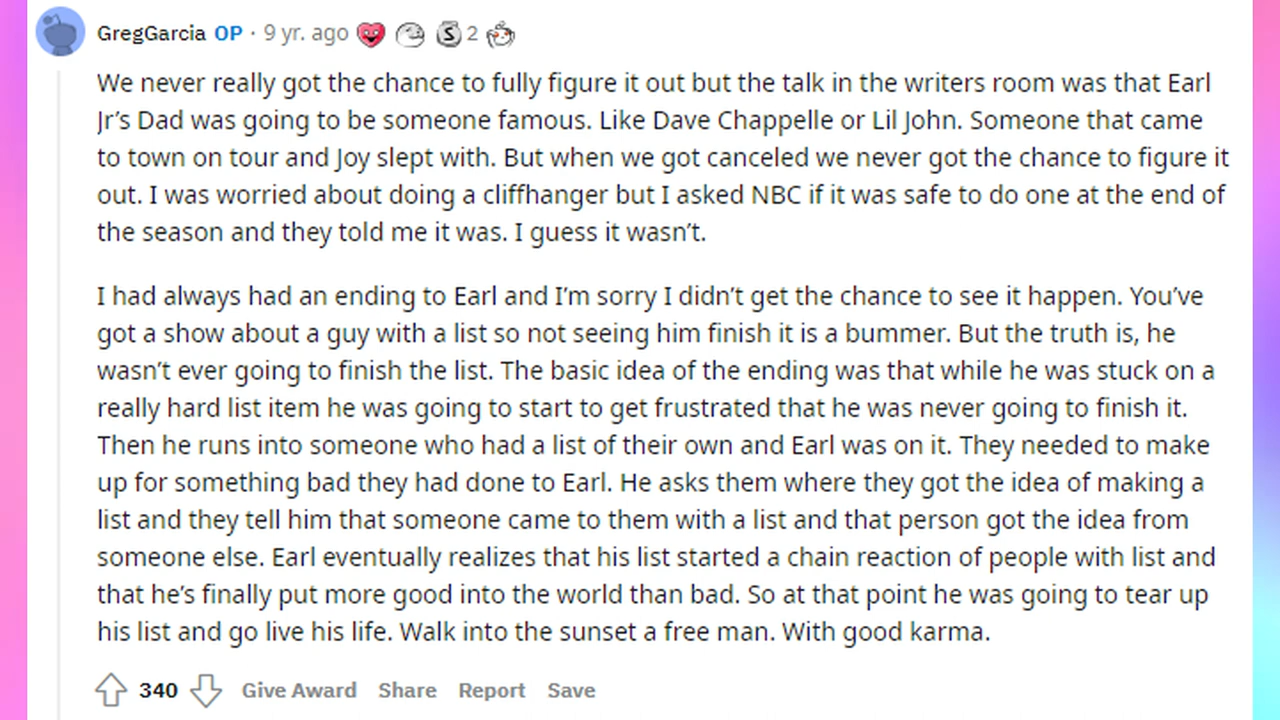 GregGarcia OP · 9 yr. ago 2
We never really got the chance to fully figure it out but the talk in the writers room was that Earl
Jr’s Dad was going to be someone famous. Like Dave Chappelle or Lil John. Someone that came
to town on tour and Joy slept with. But when we got canceled we never got the chance to figure it
out. I was worried about doing a cliffhanger but I asked NBC if it was safe to do one at the end of
the season and they told me it was. I guess it wasn’t.
I had always had an ending to Earl and I’m sorry I didn’t get the chance to see it happen. You’ve
got a show about a guy with a list so not seeing him finish it is a bummer. But the truth is, he
wasn’t ever going to finish the list. The basic idea of the ending was that while he was stuck on a
really hard list item he was going to start to get frustrated that he was never going to finish it.
Then he runs into someone who had a list of their own and Earl was on it. They needed to make
up for something bad they had done to Earl. He asks them where they got the idea of making a
list and they tell him that someone came to them with a list and that person got the idea from
someone else. Earl eventually realizes that his list started a chain reaction of people with list and
that he’s finally put more good into the world than bad. So at that point he was going to tear up
his list and go live his life. Walk into the sunset a free man. With good karma.
340 Give Award Share Report Save